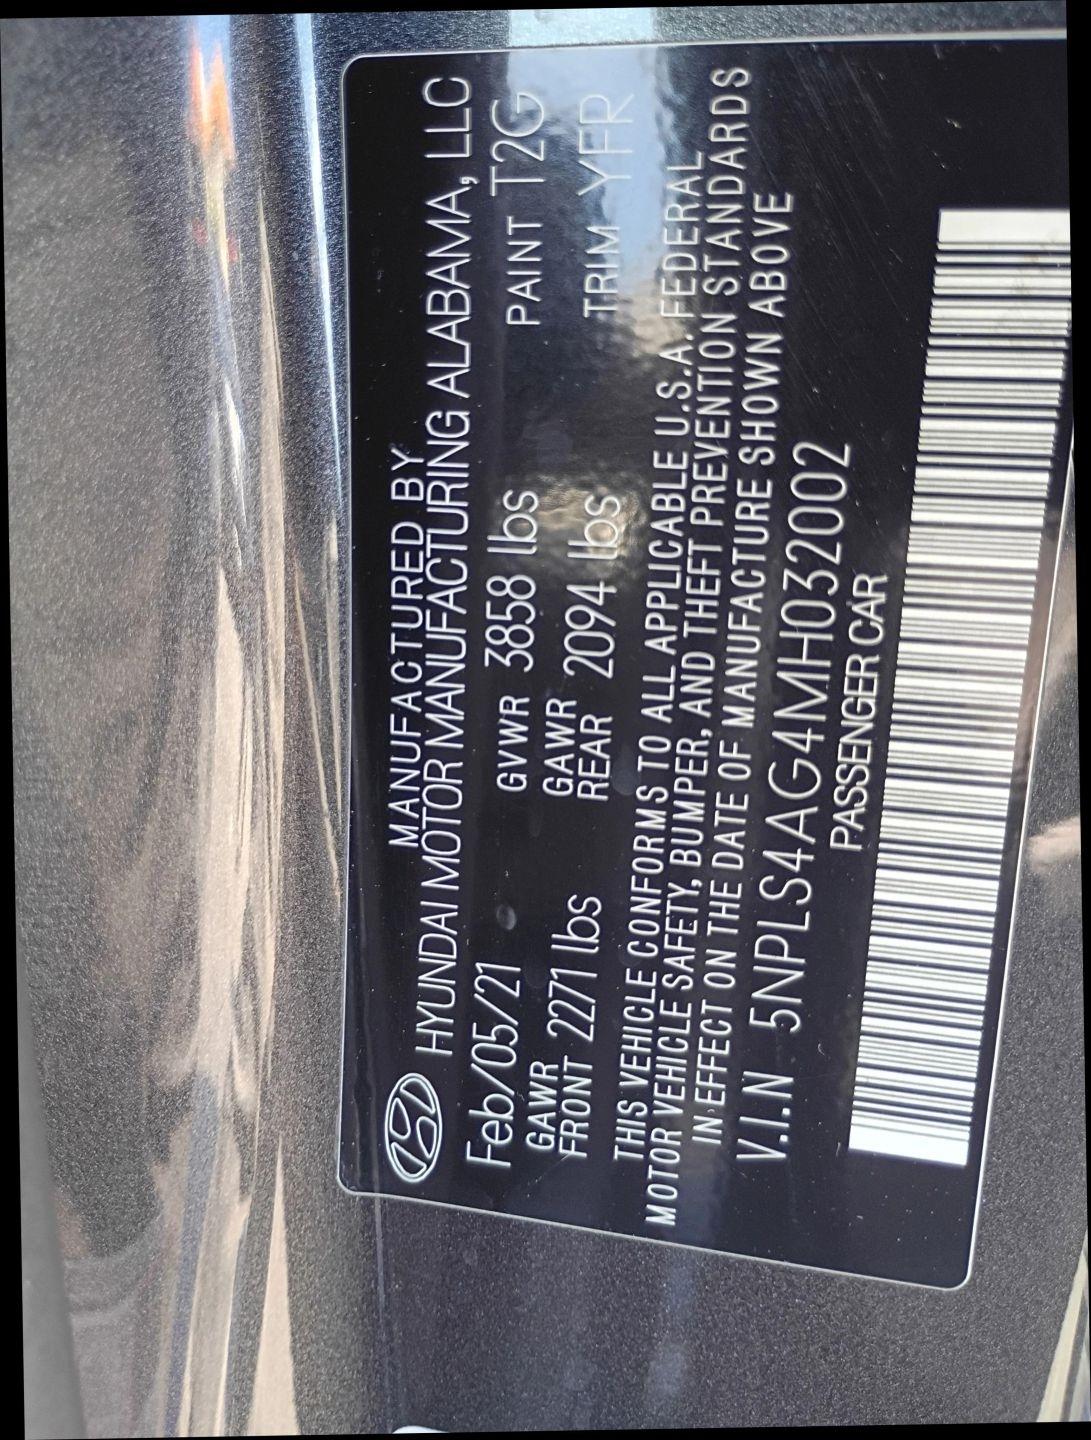 MANUFACTURED BY
HYUNDAI MOTOR MANUFACTURING ALABAMA, LLC
Feb/05/21 GVWR 3858 lbs PAINT T2G
GAWR FRONT 2271 lbs GAWR REAR 2094 lbs TRIM YFR
THIS VEHICLE CONFORMS TO ALL APPLICABLE U.S.A. FEDERAL
MOTOR VEHICLE SAFETY, BUMPER, AND THEFT PREVENTION STANDARDS
IN EFFECT ON THE DATE OF MANUFACTURE SHOWN ABOVE
V.I.N 5NPLS4AG4MH032002
PASSENGER CAR